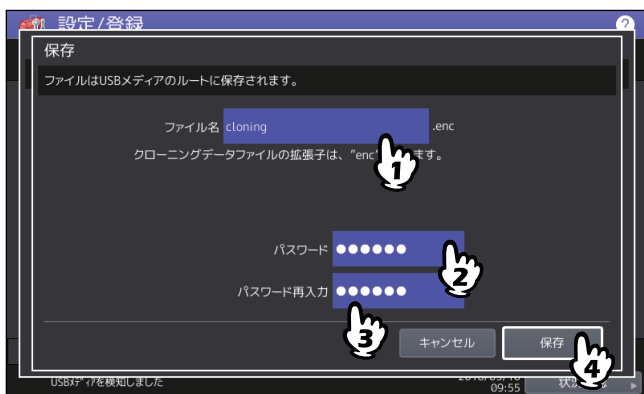 設定/登録
?
保存
ファイルはUSBメディアのルートに保存されます。
ファイル名 cloning .enc
クローニングデータファイルの拡張子は、"enc" ます。
1
パスワード ●●●●●●
2
パスワード再入力 ●●●●●●
3
キャンセル 保存
4
USBﾒﾃﾞｨｱを検知しました
09:55